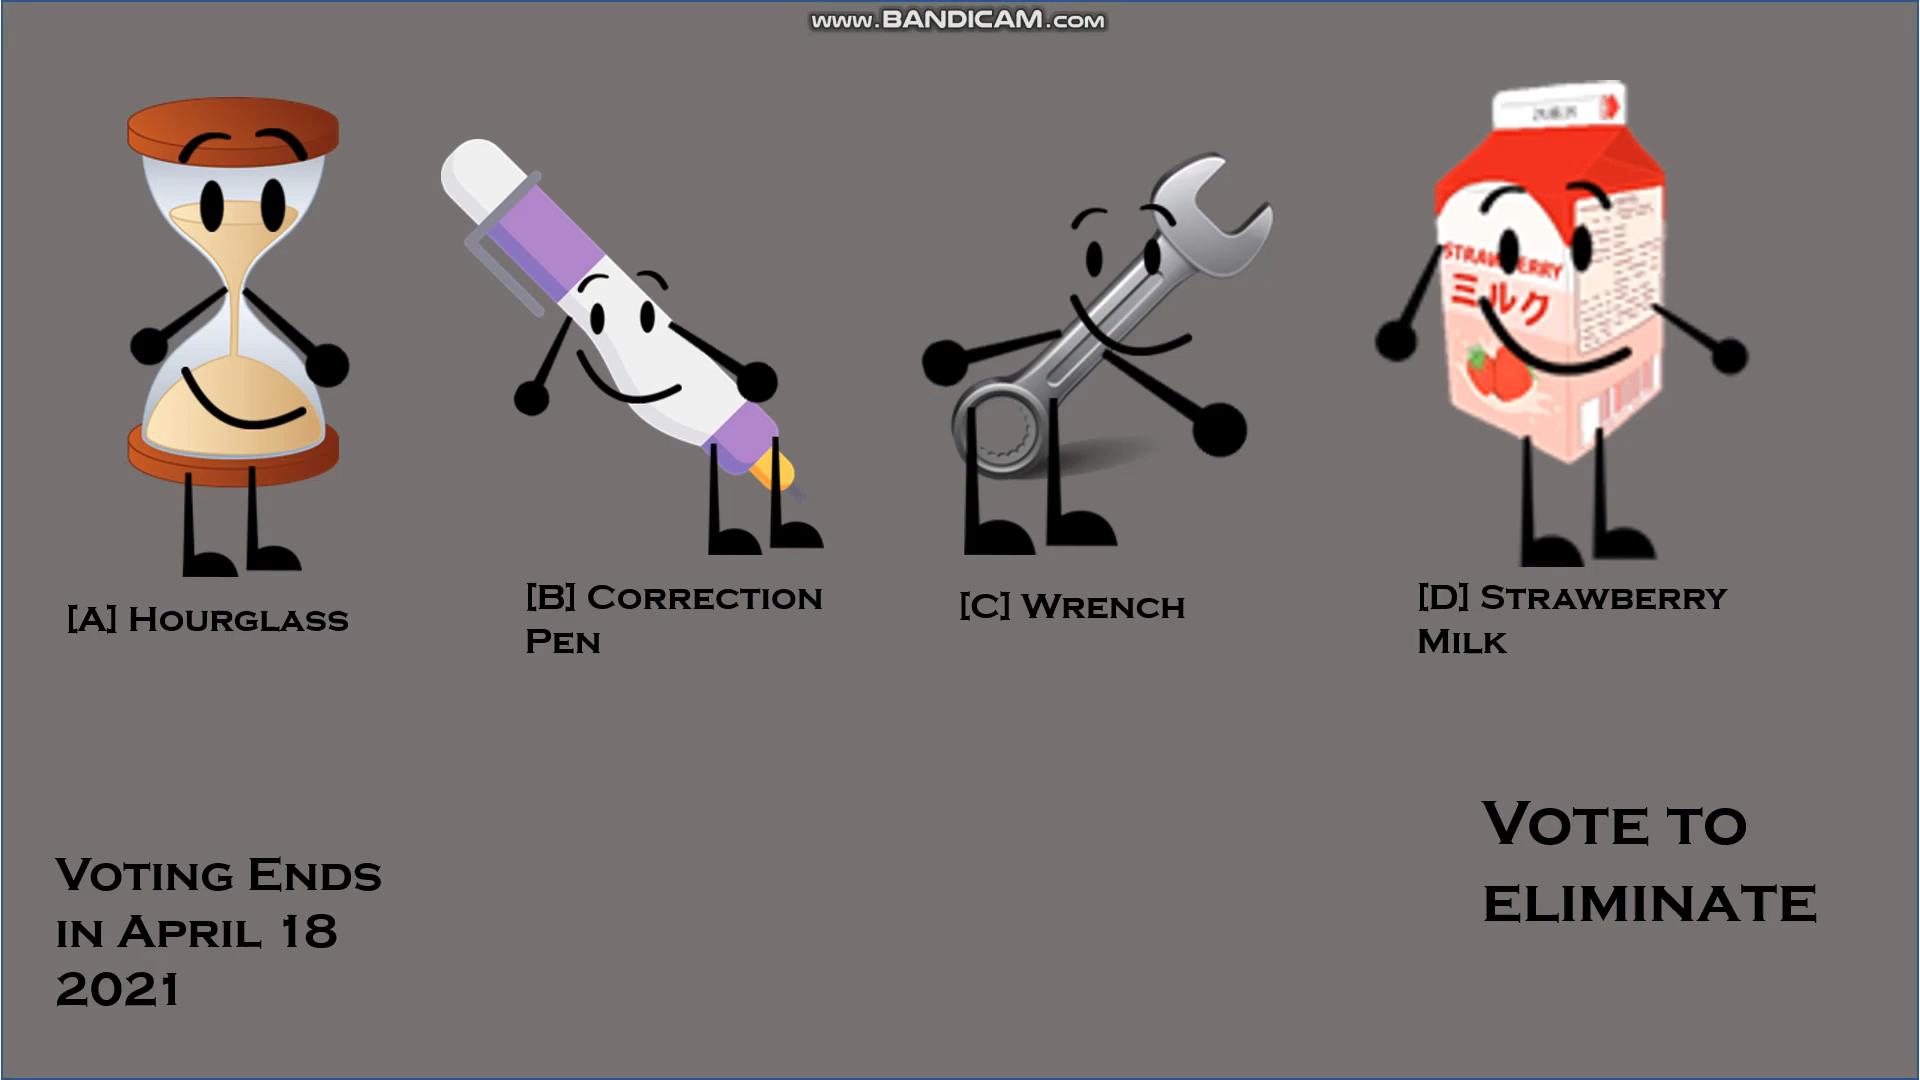 www.BANDICAM.com
STRAWBERRY
ミルク
[A] Hourglass
[B] Correction
Pen
[C] Wrench
[D] Strawberry
Milk
Voting Ends
in April 18
2021
Vote to
eliminate